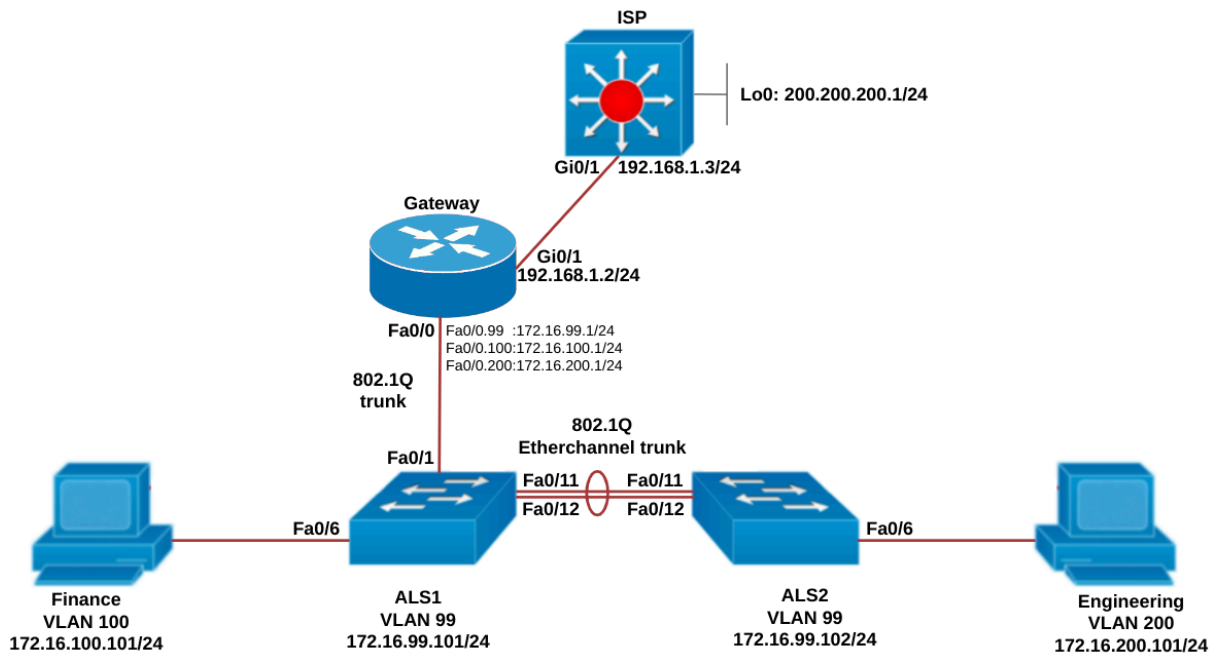 ISP
Lo0: 200.200.200.1/24
Gi0/1 192.168.1.3/24
Gateway
Gi0/1
192.168.1.2/24
Fa0/0
Fa0/0.99 :172.16.99.1/24
Fa0/0.100:172.16.100.1/24
Fa0/0.200:172.16.200.1/24
802.1Q
trunk
802.1Q
Etherchannel trunk
Fa0/1
Fa0/11 Fa0/11
Fa0/12 Fa0/12
Fa0/6
Fa0/6
Finance
VLAN 100
172.16.100.101/24
ALS1
VLAN 99
172.16.99.101/24
ALS2
VLAN 99
172.16.99.102/24
Engineering
VLAN 200
172.16.200.101/24